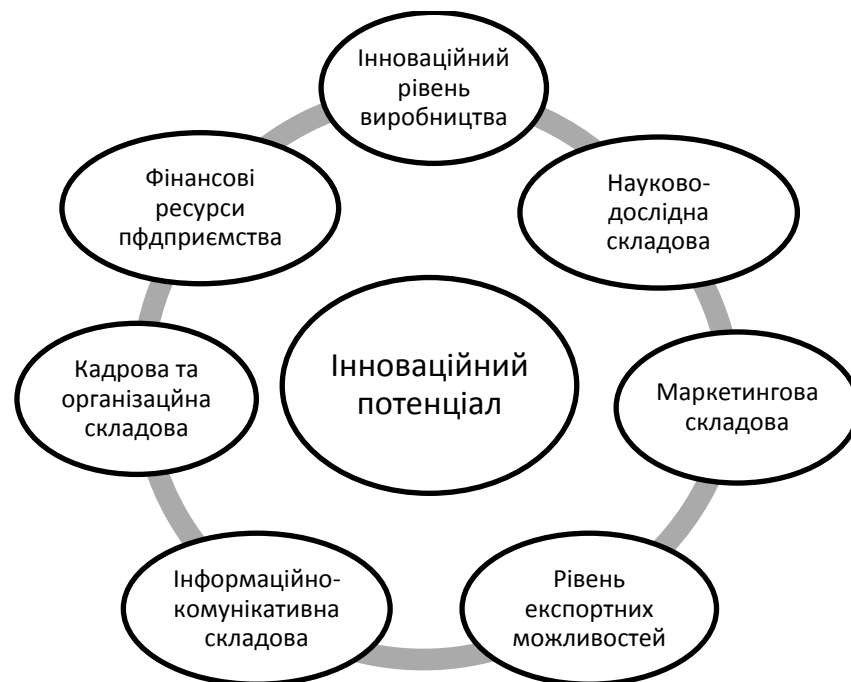 Інноваційний
рівень
виробництва
Науково-
дослідна
складова
Маркетингова
складова
Рівень
експортних
можливостей
Інформаційно-
комунікативна
складова
Кадрова та
організаційна
складова
Фінансові
ресурси
пфдприємства
Інноваційний
потенціал